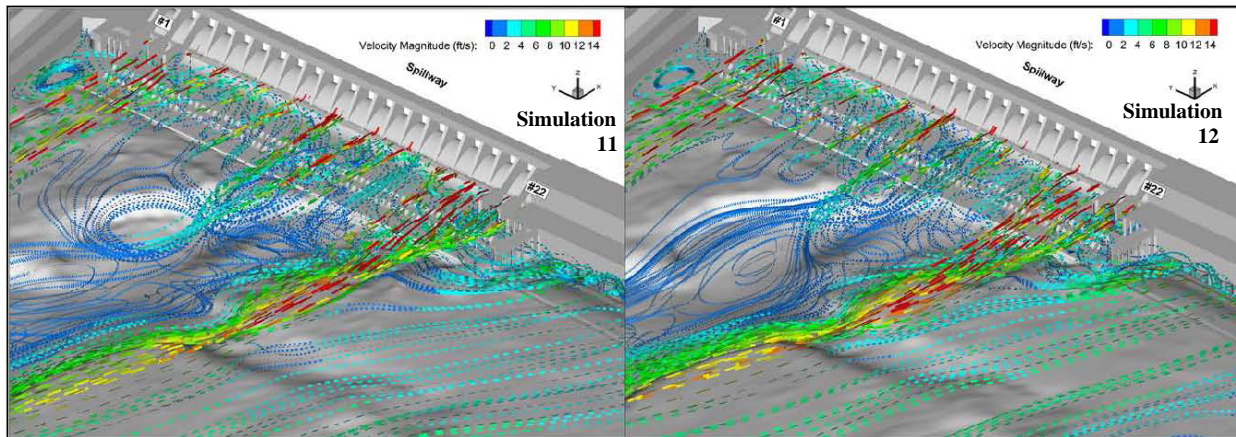 #1
Velocity Magnitude (ft/s):
0 2 4 6 8 10 12 14
Spillway
Z
Y X
Simulation
11
#22
#1
Velocity Magnitude (ft/s):
0 2 4 6 8 10 12 14
Spillway
Z
Y X
Simulation
12
#22